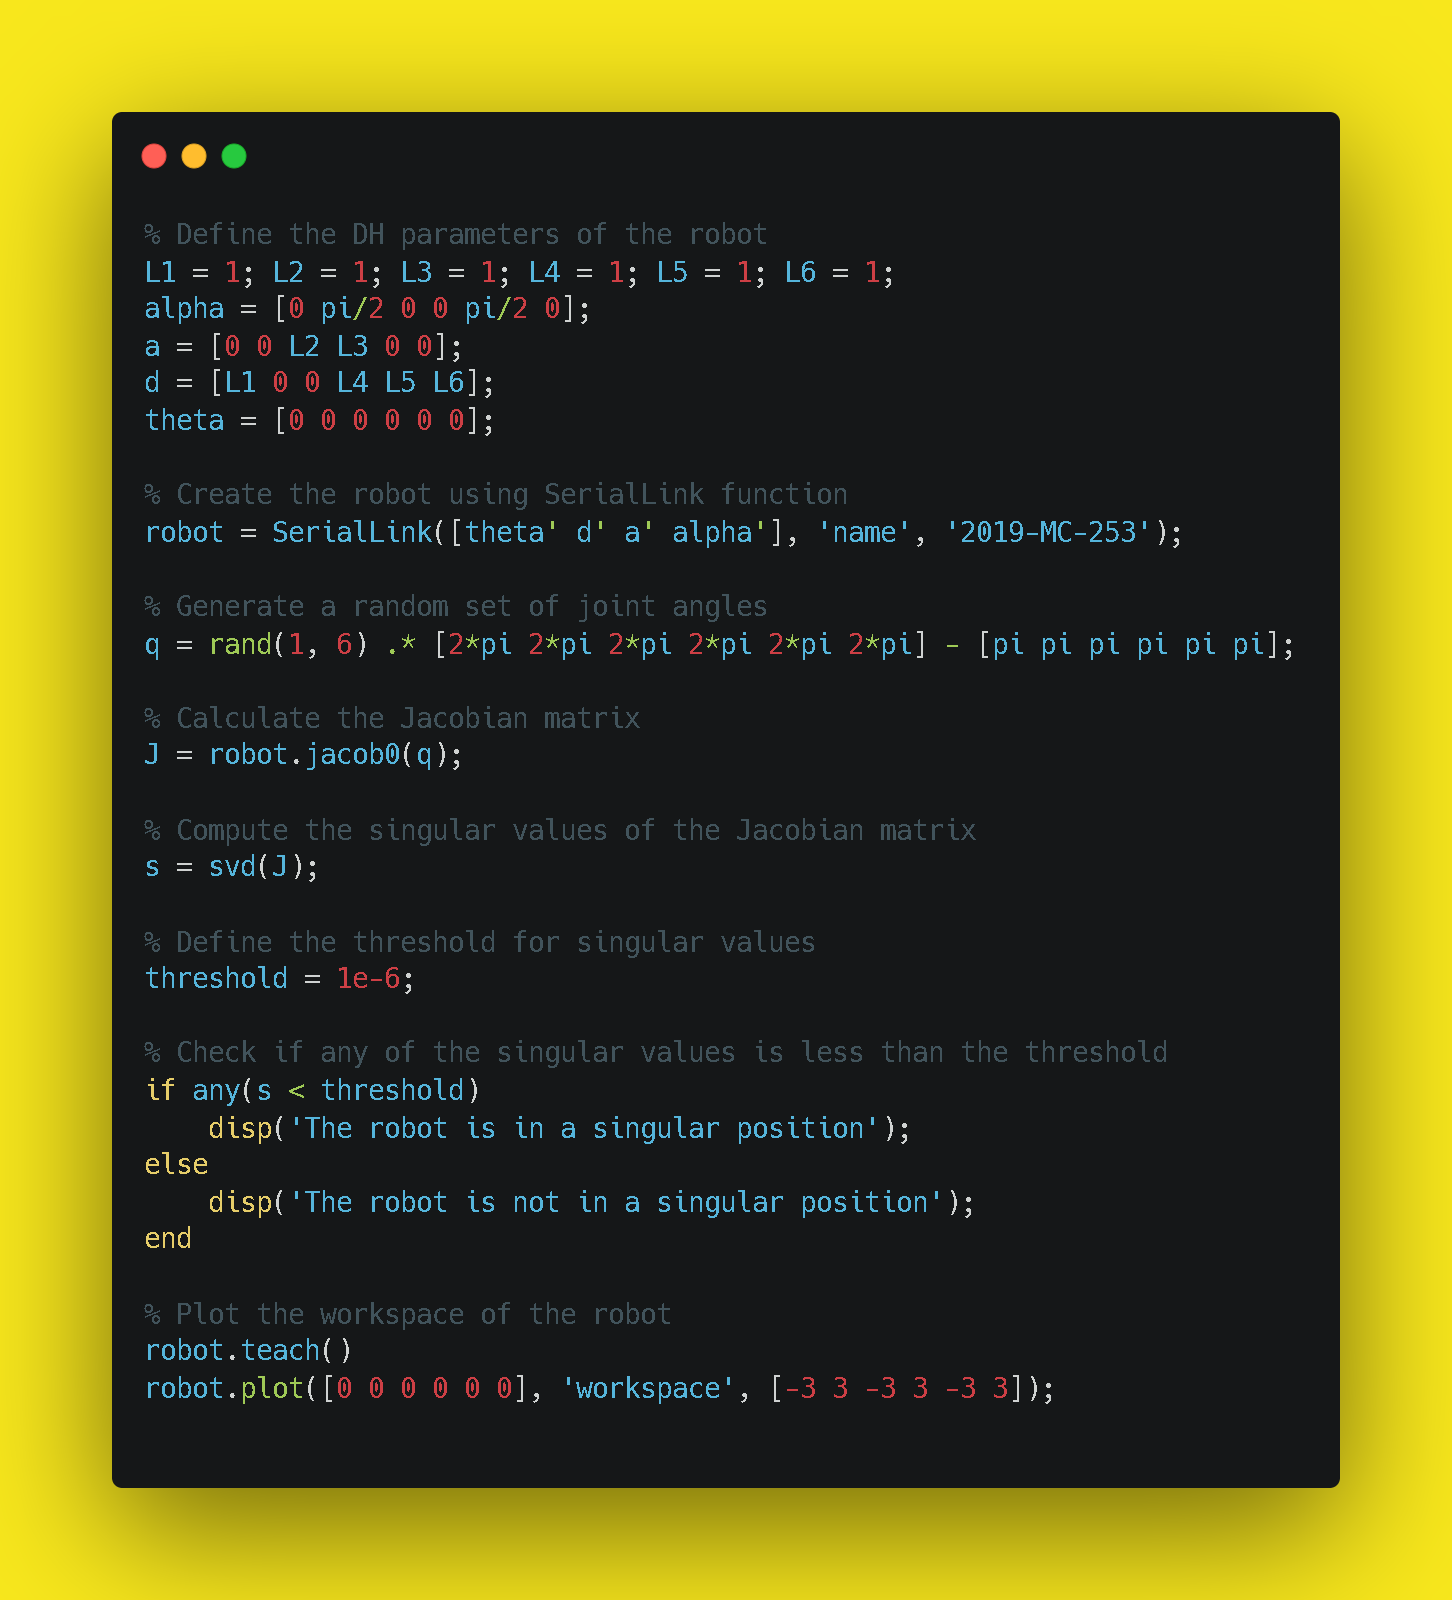 % Define the DH parameters of the robot
L1 = 1; L2 = 1; L3 = 1; L4 = 1; L5 = 1; L6 = 1;
alpha = [0 pi/2 0 0 pi/2 0];
a = [0 0 L2 L3 0 0];
d = [L1 0 0 L4 L5 L6];
theta = [0 0 0 0 0 0];

% Create the robot using SerialLink function
robot = SerialLink([theta' d' a' alpha'], 'name', '2019-MC-253');

% Generate a random set of joint angles
q = rand(1, 6) .* [2*pi 2*pi 2*pi 2*pi 2*pi 2*pi] - [pi pi pi pi pi pi];

% Calculate the Jacobian matrix
J = robot.jacob0(q);

% Compute the singular values of the Jacobian matrix
s = svd(J);

% Define the threshold for singular values
threshold = 1e-6;

% Check if any of the singular values is less than the threshold
if any(s < threshold)
    disp('The robot is in a singular position');
else
    disp('The robot is not in a singular position');
end

% Plot the workspace of the robot
robot.teach()
robot.plot([0 0 0 0 0 0], 'workspace', [-3 3 -3 3 -3 3]);